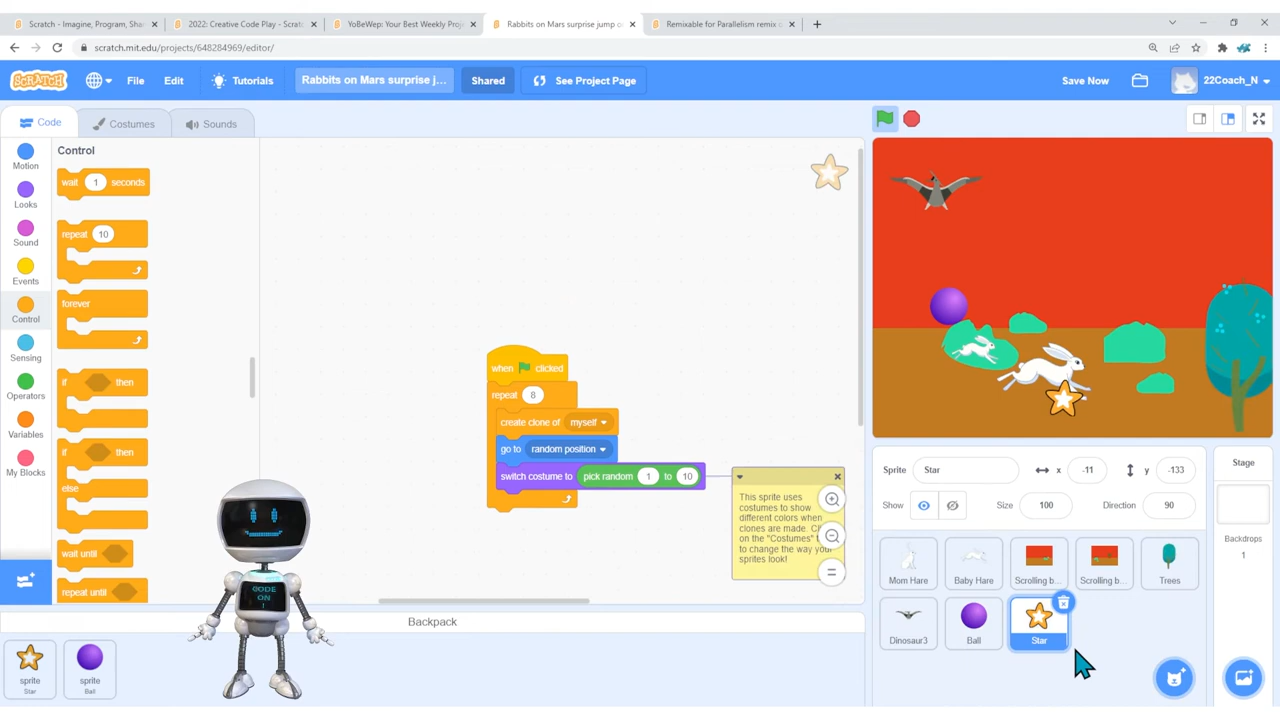 Scratch - Imagine, Program, Sha
2022: Creative Code Play - Scratc
YoBeWep: Your Best Weekly Proje
Rabbits on Mars surprise jump o
Remixable for Parallelism remix o
scratch.mit.edu/projects/648284969/editor/
SCRATCH
File
Edit
Tutorials
Rabbits on Mars surprise j...
Shared
See Project Page
Save Now
22Coach_N
Code
Costumes
Sounds
Motion
Looks
Sound
Events
Control
Sensing
Operators
Variables
My Blocks
Control
wait 1 seconds
repeat 10
forever
if then
if then
else
wait until
repeat until
when clicked
repeat 8
create clone of myself
go to random position
switch costume to pick random 1 to 10
This sprite uses
costumes to show
different colors when
clones are made.
on the "Costumes"
to change the way your
sprites look!
CODE
ON
!
Backpack
sprite
Star
sprite
Ball
Sprite Star x -11 y -133
Show Size 100 Direction 90
Mom Hare
Baby Hare
Scrolling b...
Scrolling b...
Trees
Dinosaur3
Ball
Star
Stage
Backdrops
1